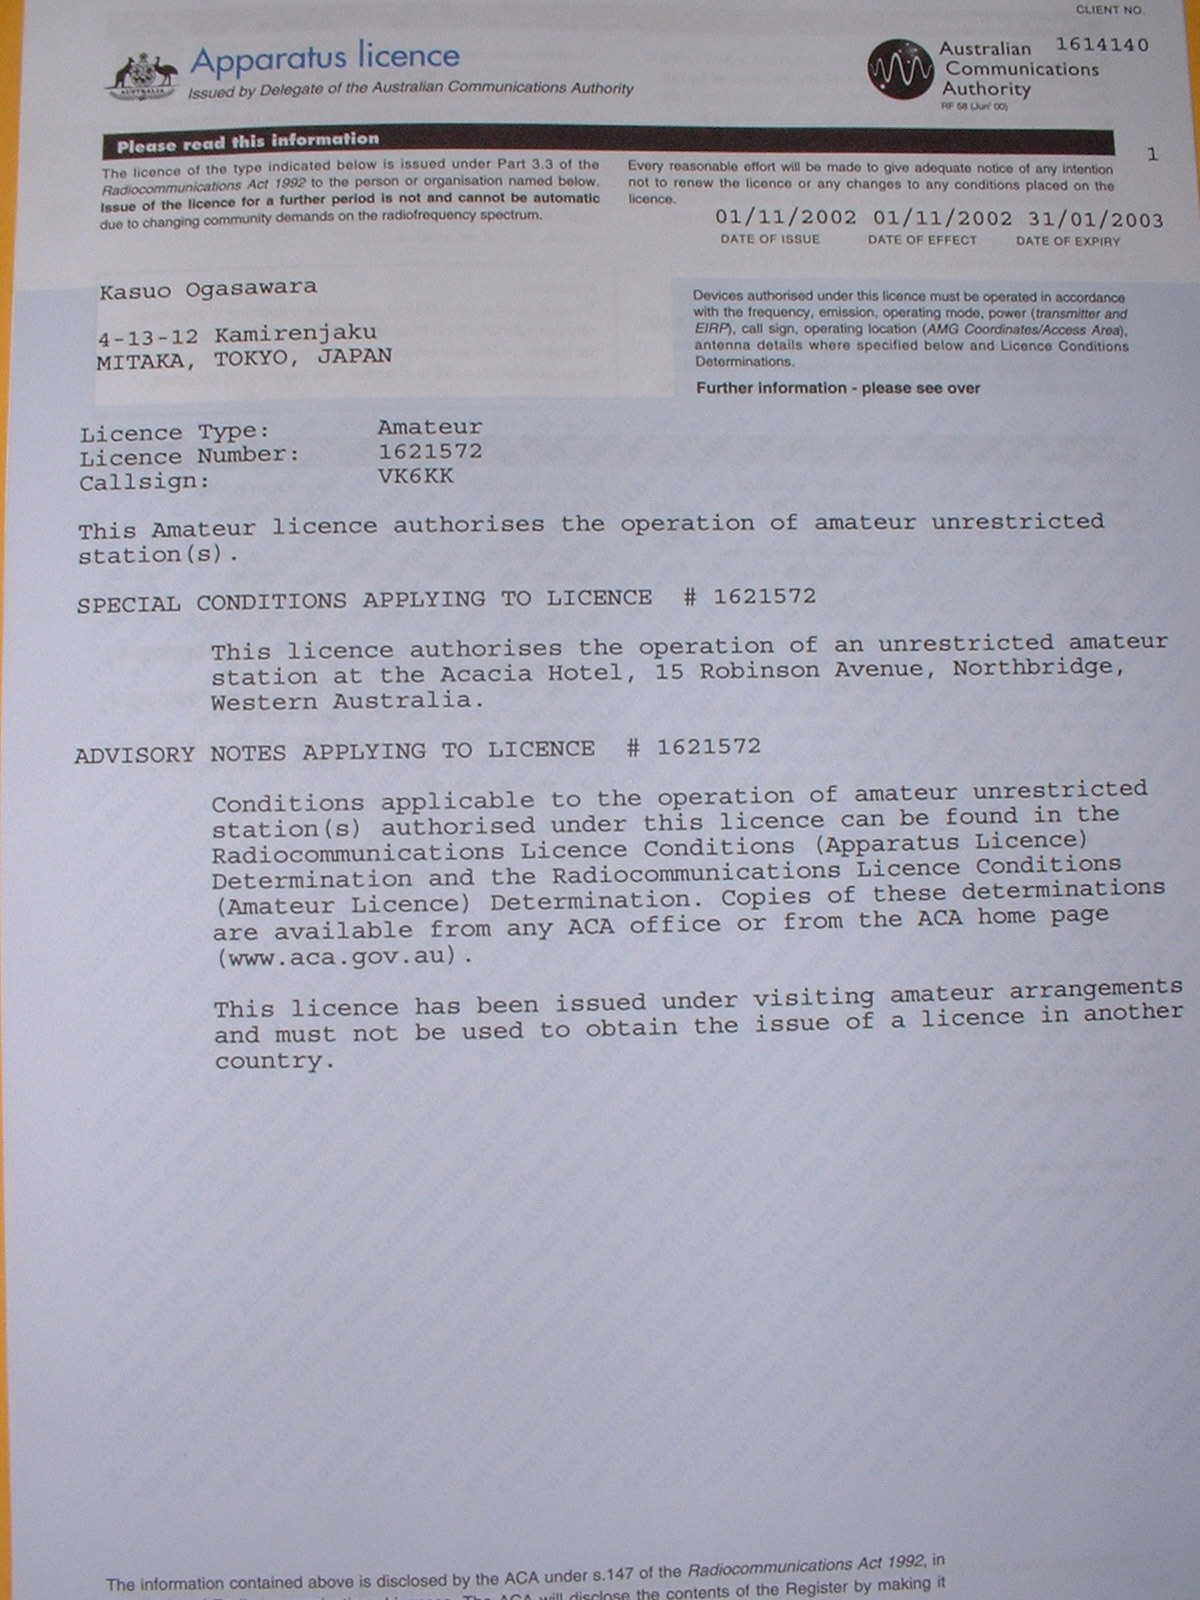 CLIENT NO.
Apparatus licence
Issued by Delegate of the Australian Communications Authority
AUSTRALIA
Australian 1614140
Communications
Authority
RF 68 (Jun' 00)
Please read this information
1
The licence of the type indicated below is issued under Part 3.3 of the
Radiocommunications Act 1992 to the person or organisation named below.
Issue of the licence for a further period is not and cannot be automatic
due to changing community demands on the radiofrequency spectrum.
Every reasonable effort will be made to give adequate notice of any intention
not to renew the licence or any changes to any conditions placed on the
licence.
01/11/2002 01/11/2002 31/01/2003
DATE OF ISSUE DATE OF EFFECT DATE OF EXPIRY
Kasuo Ogasawara
4-13-12 Kamirenjaku
MITAKA, TOKYO, JAPAN
Devices authorised under this licence must be operated in accordance
with the frequency, emission, operating mode, power (transmitter and
EIRP), call sign, operating location (AMG Coordinates/Access Area),
antenna details where specified below and Licence Conditions
Determinations.
Further information - please see over
Licence Type: Amateur
Licence Number: 1621572
Callsign: VK6KK
This Amateur licence authorises the operation of amateur unrestricted
station(s).
SPECIAL CONDITIONS APPLYING TO LICENCE # 1621572
This licence authorises the operation of an unrestricted amateur
station at the Acacia Hotel, 15 Robinson Avenue, Northbridge,
Western Australia.
ADVISORY NOTES APPLYING TO LICENCE # 1621572
Conditions applicable to the operation of amateur unrestricted
station(s) authorised under this licence can be found in the
Radiocommunications Licence Conditions (Apparatus Licence)
Determination and the Radiocommunications Licence Conditions
(Amateur Licence) Determination. Copies of these determinations
are available from any ACA office or from the ACA home page
(www.aca.gov.au).
This licence has been issued under visiting amateur arrangements
and must not be used to obtain the issue of a licence in another
country.
The information contained above is disclosed by the ACA under s.147 of the Radiocommunications Act 1992, in
The ACA will disclose the contents of the Register by making it